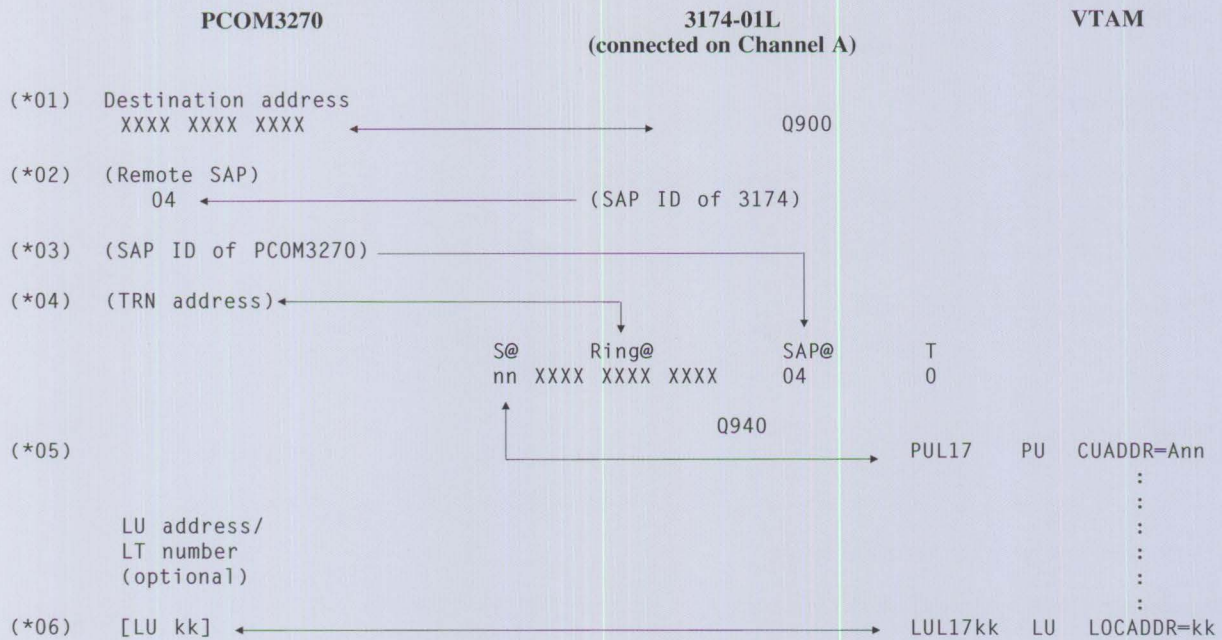 PCOM3270 3174-01L VTAM
(connected on Channel A)
(*01) Destination address
XXXX XXXX XXXX Q900
(*02) (Remote SAP)
04 (SAP ID of 3174)
(*03) (SAP ID of PCOM3270)
(*04) (TRN address)
S@ Ring@ SAP@ T
nn XXXX XXXX XXXX 04 0
Q940
(*05) PUL17 PU CUADDR=Ann
:
:
:
LU address/
:
LT number
:
(optional)
:
(*06) [LU kk] LUL17kk LU LOCADDR=kk